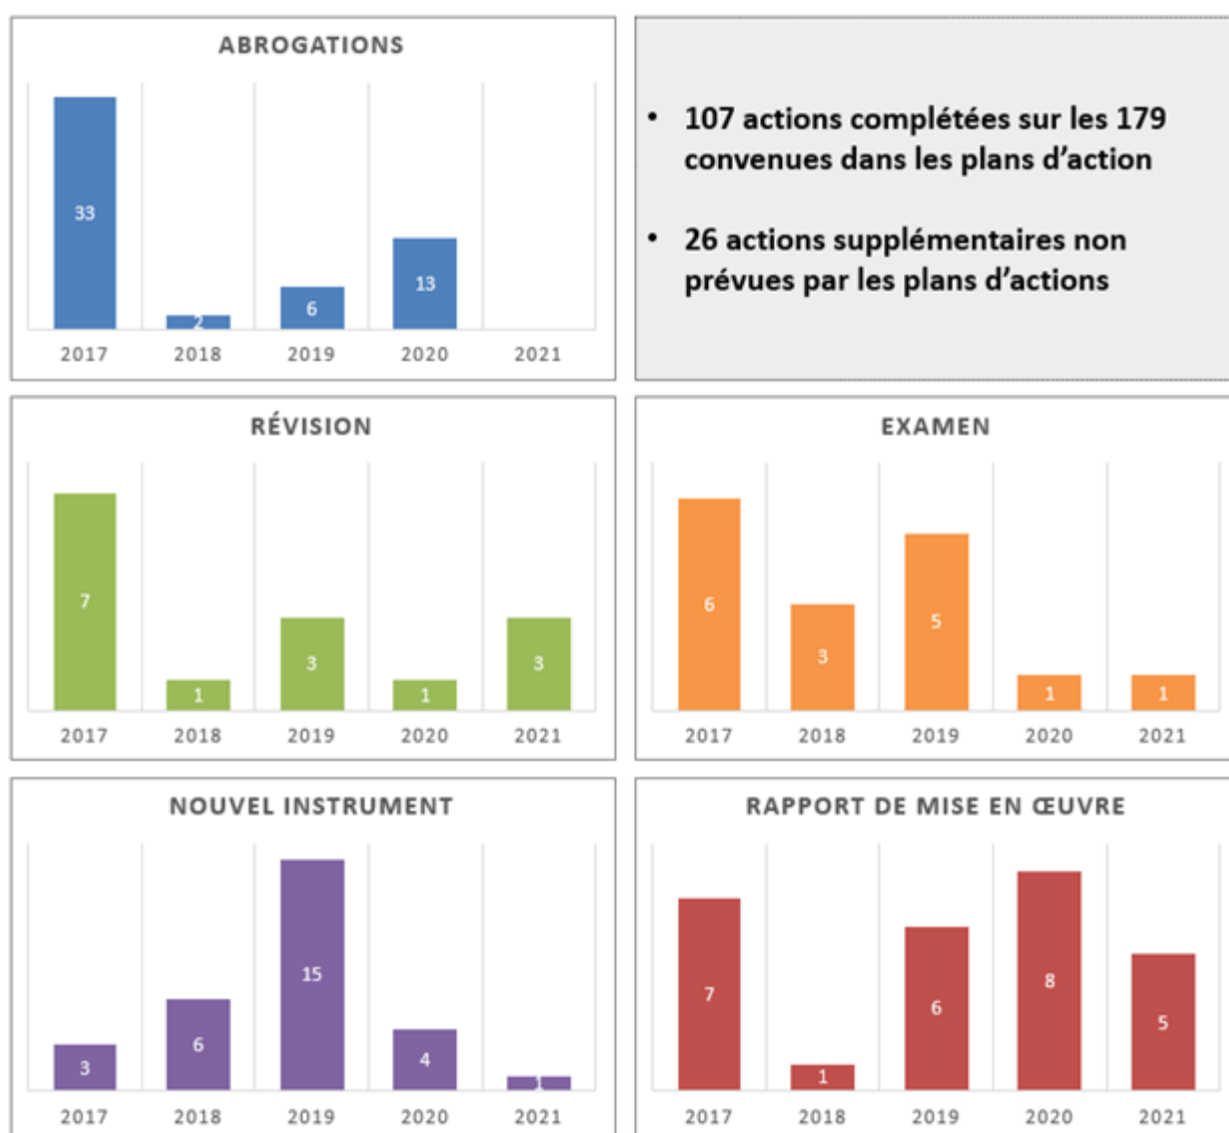 ABROGATIONS
33
2
6
13
2017 2018 2019 2020 2021
• 107 actions complétées sur les 179
convenues dans les plans d’action
• 26 actions supplémentaires non
prévues par les plans d’actions
RÉVISION
7
1
3
1
3
2017 2018 2019 2020 2021
EXAMEN
6
3
5
1
1
2017 2018 2019 2020 2021
NOUVEL INSTRUMENT
3
6
15
4
1
2017 2018 2019 2020 2021
RAPPORT DE MISE EN ŒUVRE
7
1
6
8
5
2017 2018 2019 2020 2021